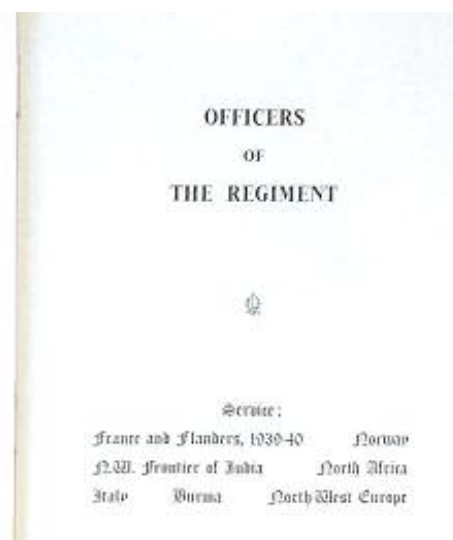 OFFICERS
OF
THE REGIMENT
Service:
France and Flanders, 1939-40 Norway
N.W. Frontier of India North Africa
Italy Burma North West Europe